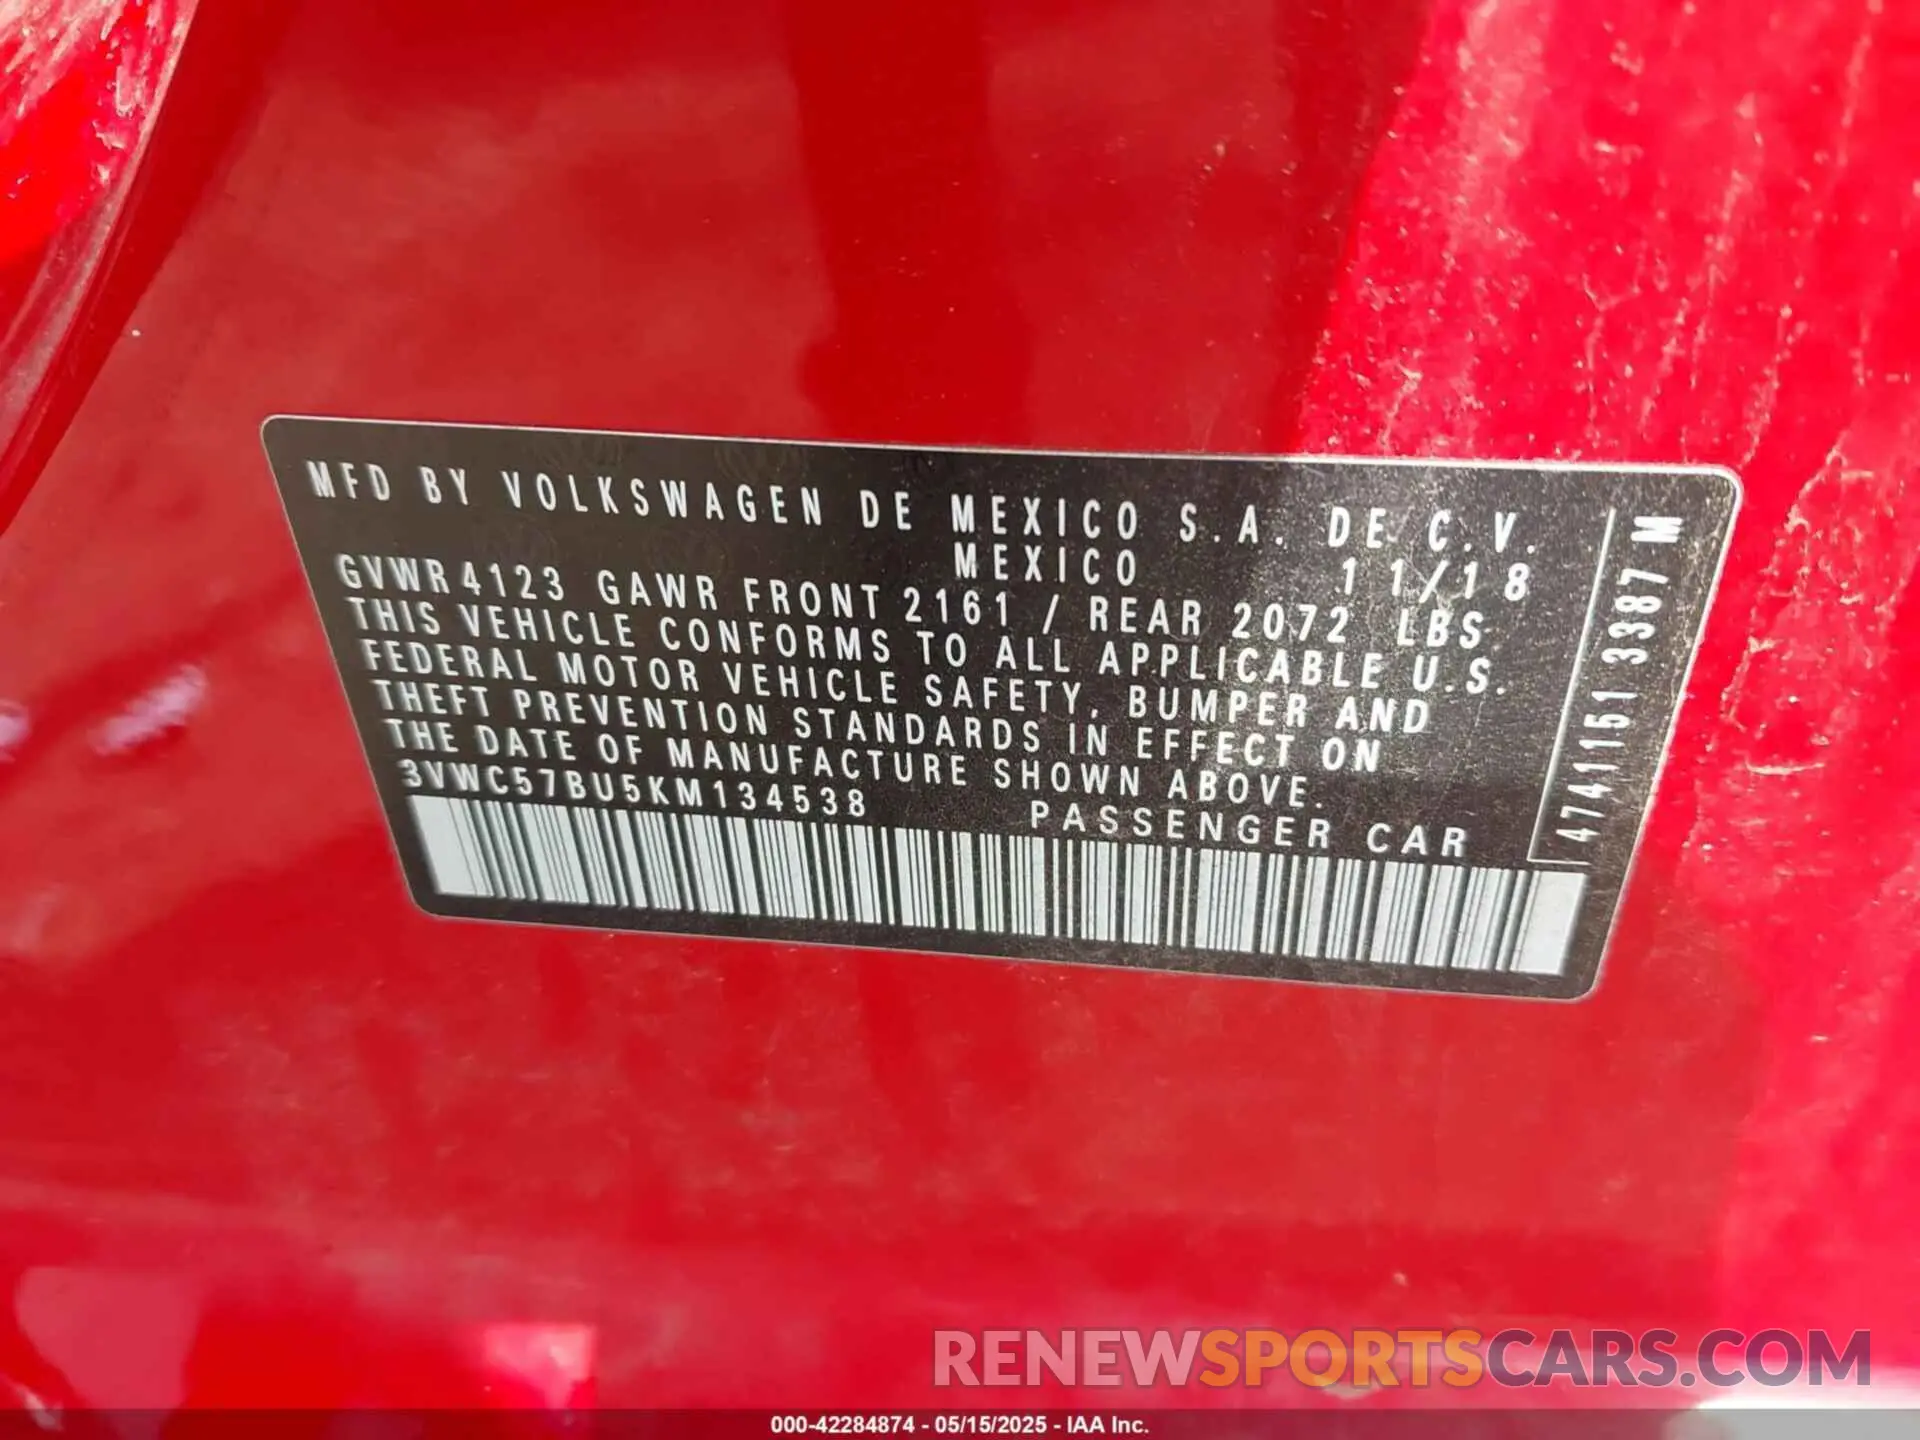 MFD BY VOLKSWAGEN DE MEXICO S.A. DE C.V.
MEXICO 11/18
GVWR 4123 GAWR FRONT 2161 / REAR 2072 LBS
THIS VEHICLE CONFORMS TO ALL APPLICABLE U.S.
FEDERAL MOTOR VEHICLE SAFETY, BUMPER AND
THEFT PREVENTION STANDARDS IN EFFECT ON
THE DATE OF MANUFACTURE SHOWN ABOVE.
3VWC57BU5KM134538 PASSENGER CAR
4741151 3387 M
RENEWSPORTSCARS.COM
000-42284874 - 05/15/2025 - IAA Inc.